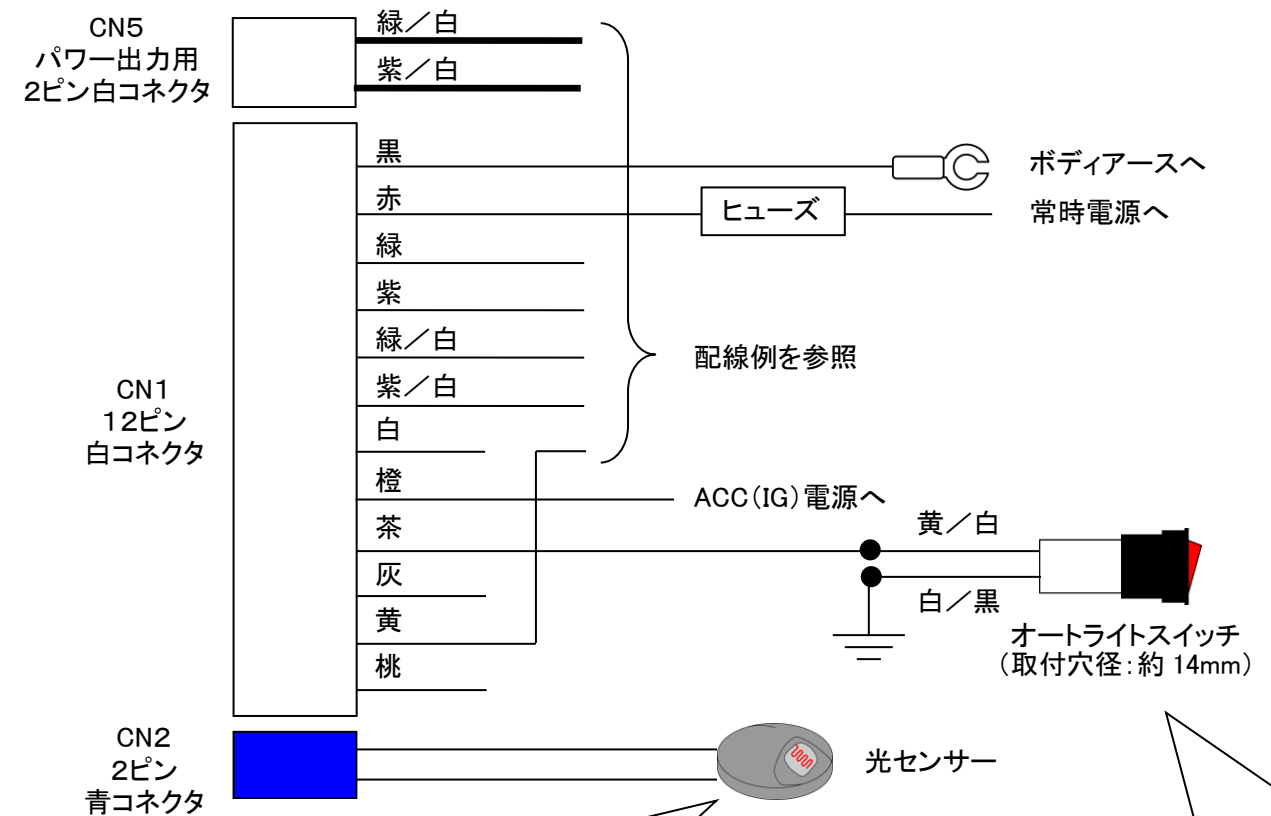 CN5
パワー出力用
2ピン白コネクタ
緑／白
紫／白
黒
ボディアースへ
赤
ヒューズ
常時電源へ
緑
紫
緑／白
配線例を参照
紫／白
CN1
12ピン
白コネクタ
白
橙
ACC(IG)電源へ
茶
黄／白
灰
白／黒
黄
オートライトスイッチ
（取付穴径：約 14mm）
桃
CN2
2ピン
青コネクタ
光センサー